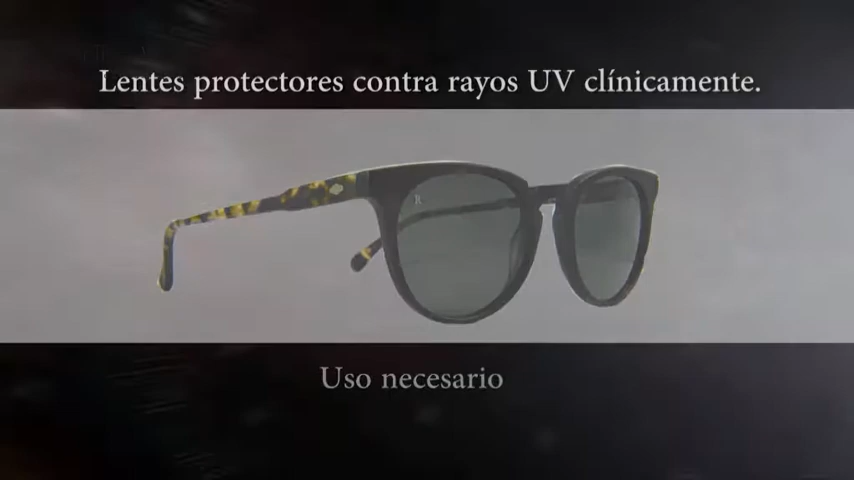 Lentes protectores contra rayos UV clínicamente.
R
Uso necesario